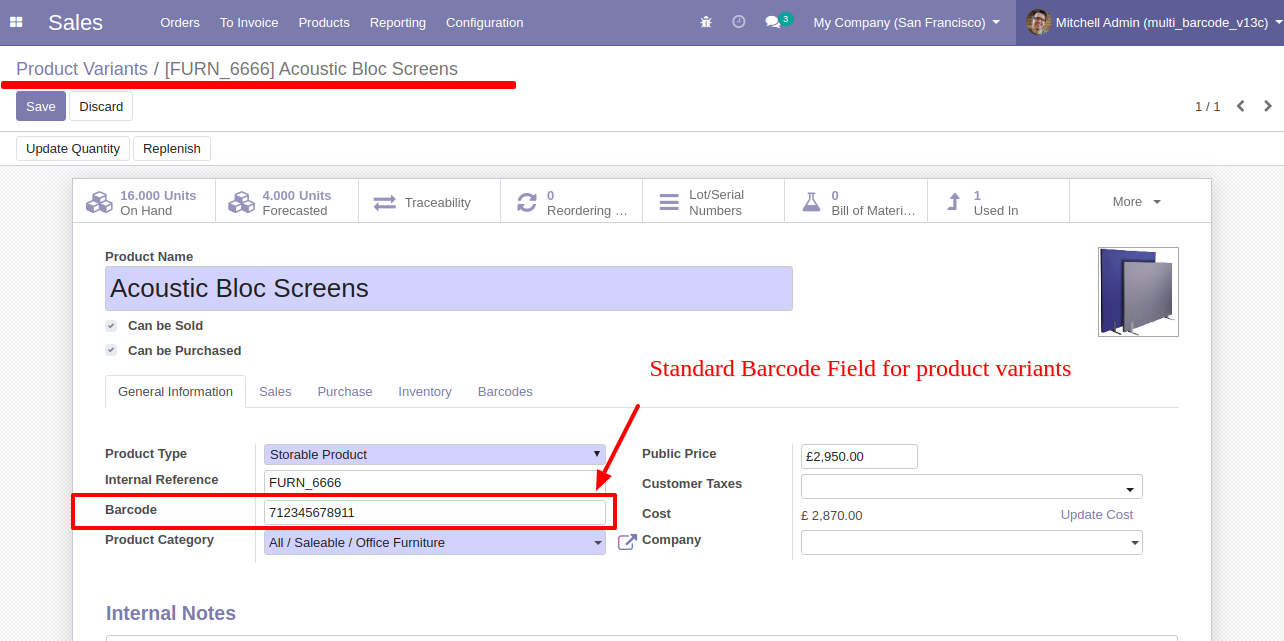 Sales Orders To Invoice Products Reporting Configuration 3 My Company (San Francisco) Mitchell Admin (multi_barcode_v13c)
Product Variants / [FURN_6666] Acoustic Bloc Screens
Save Discard 1 / 1
Update Quantity Replenish
16.000 Units
On Hand
4.000 Units
Forecasted
Traceability
0
Reordering ...
Lot/Serial
Numbers
0
Bill of Materi...
1
Used In
More
Product Name
Acoustic Bloc Screens
Can be Sold
Can be Purchased
Standard Barcode Field for product variants
General Information Sales Purchase Inventory Barcodes
Product Type Storable Product
Internal Reference FURN_6666
Barcode 712345678911
Product Category All / Saleable / Office Furniture
Public Price £2,950.00
Customer Taxes
Cost £ 2,870.00 Update Cost
Company
Internal Notes